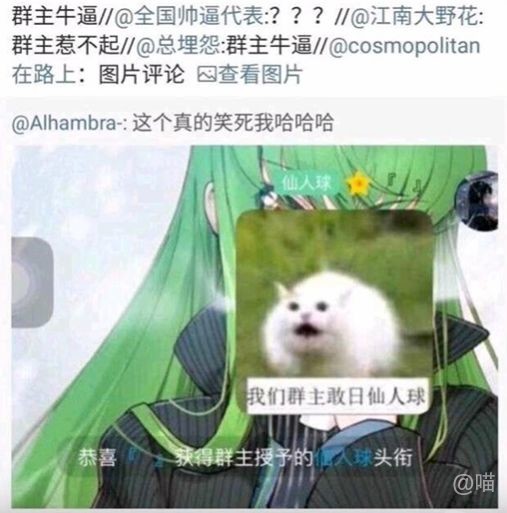 群主牛逼//@全国帅逼代表:？？？//@江南大野花:
群主惹不起//@总埋怨:群主牛逼//@cosmopolitan
在路上：图片评论 查看图片
@Alhambra-: 这个真的笑死我哈哈哈
仙人球 『 。』
我们群主敢日仙人球
恭喜『 。』获得群主授予的仙人球头衔
@喵